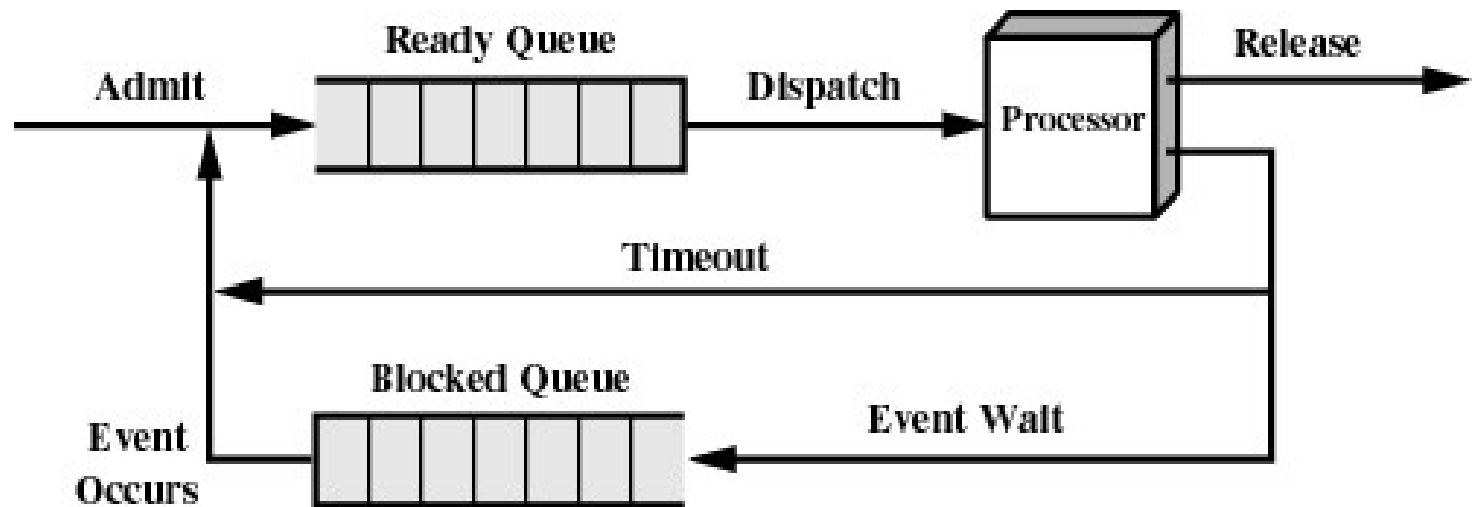 Ready Queue
Release
Admit
Dispatch
Processor
Timeout
Blocked Queue
Event Wait
Event
Occurs